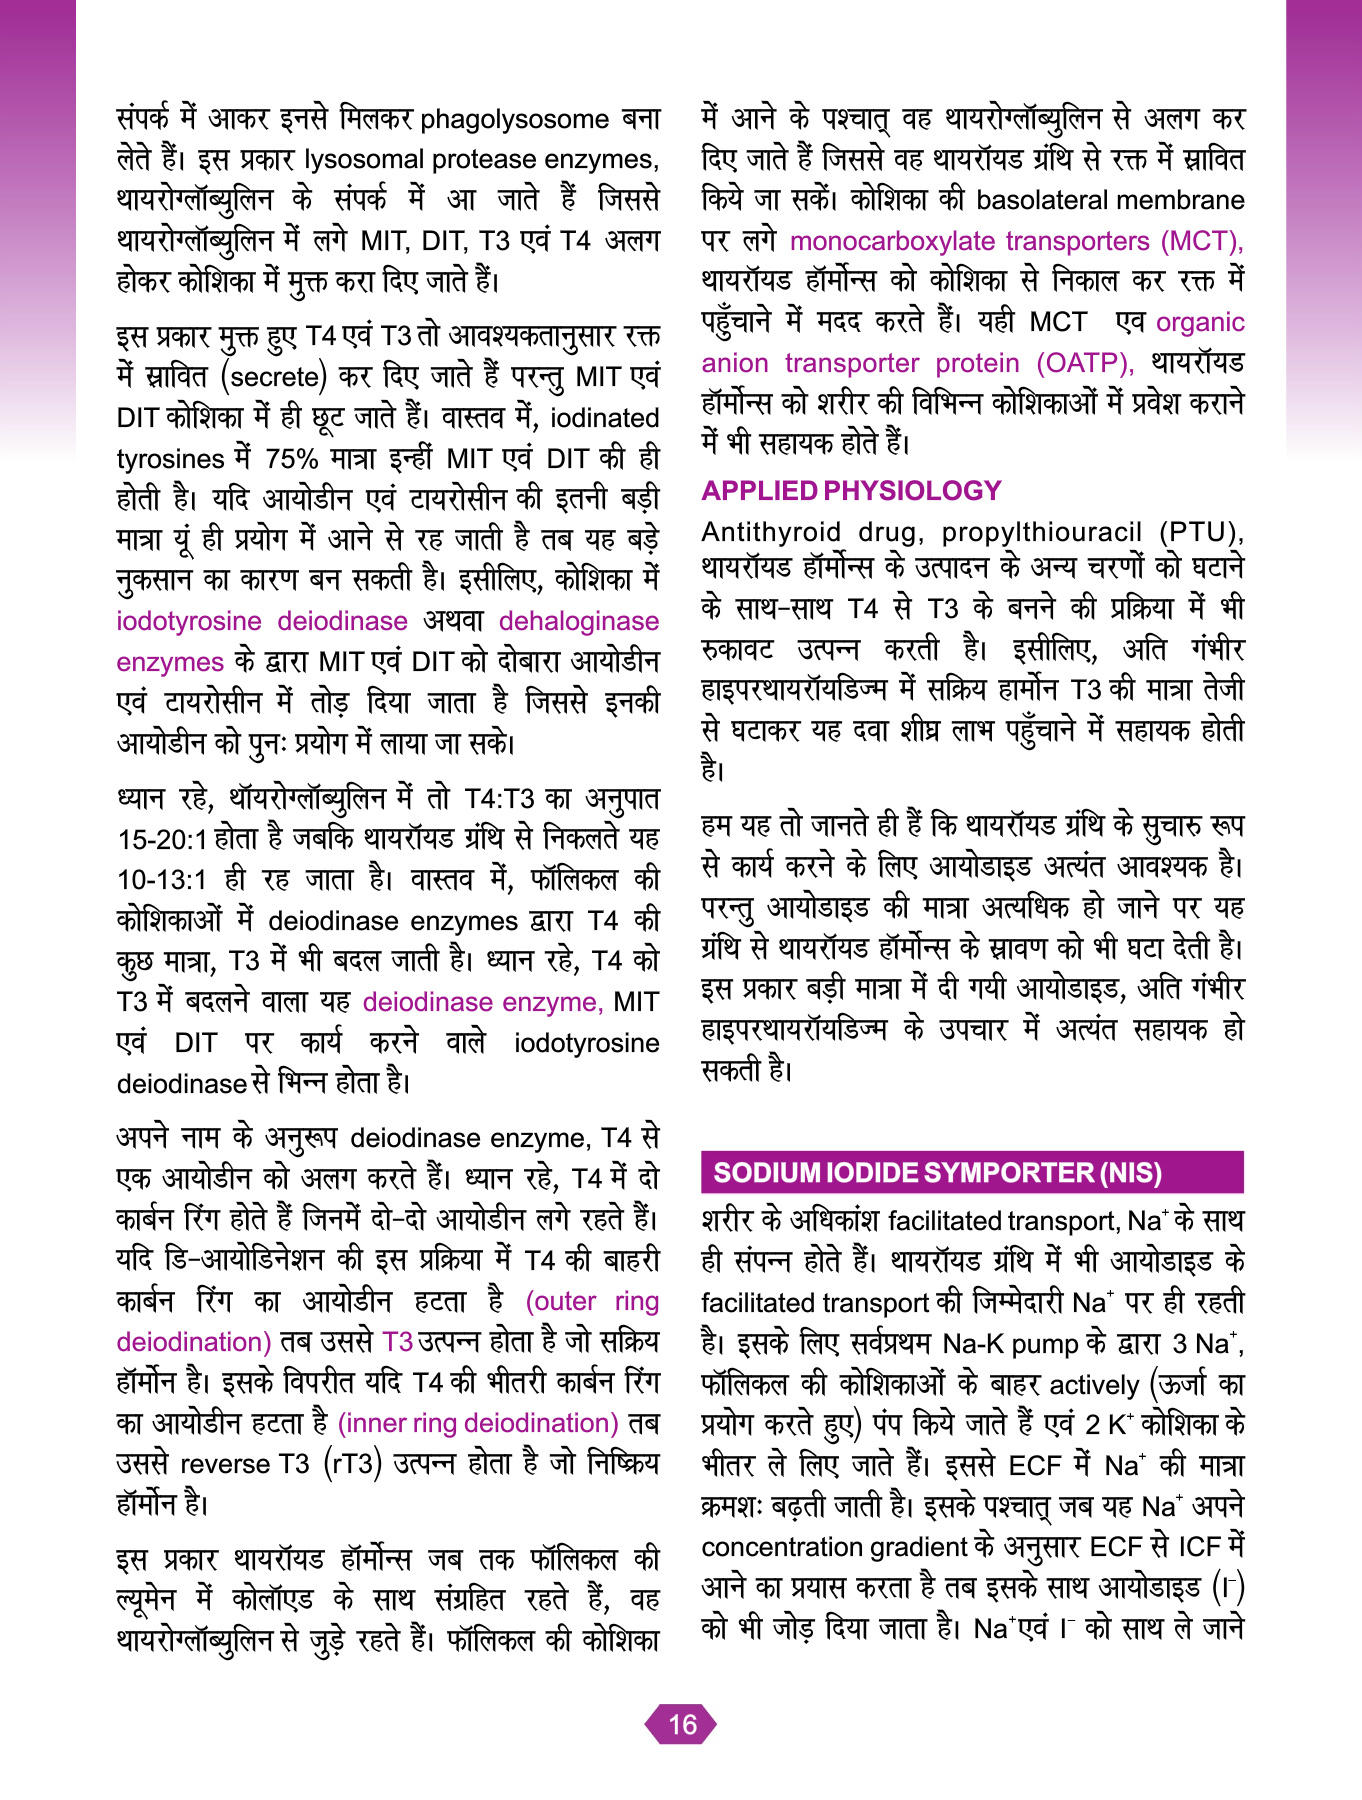 संपर्क में आकर इनसे मिलकर phagolysosome बना
लेते हैं। इस प्रकार lysosomal protease enzymes,
थायरोग्लॉब्युलिन के संपर्क में आ जाते हैं जिससे
थायरोग्लॉब्युलिन में लगे MIT, DIT, T3 एवं T4 अलग
होकर कोशिका में मुक्त करा दिए जाते हैं।
इस प्रकार मुक्त हुए T4 एवं T3 तो आवश्यकतानुसार रक्त
में स्रावित (secrete) कर दिए जाते हैं परन्तु MIT एवं
DIT कोशिका में ही छूट जाते हैं। वास्तव में, iodinated
tyrosines में 75% मात्रा इन्हीं MIT एवं DIT की ही
होती है। यदि आयोडीन एवं टायरोसीन की इतनी बड़ी
मात्रा यूं ही प्रयोग में आने से रह जाती है तब यह बड़े
नुकसान का कारण बन सकती है। इसीलिए, कोशिका में
iodotyrosine deiodinase अथवा dehaloginase
enzymes के द्वारा MIT एवं DIT को दोबारा आयोडीन
एवं टायरोसीन में तोड़ दिया जाता है जिससे इनकी
आयोडीन को पुनः प्रयोग में लाया जा सके।
ध्यान रहे, थॉयरोग्लॉब्युलिन में तो T4:T3 का अनुपात
15-20:1 होता है जबकि थायरॉयड ग्रंथि से निकलते यह
10-13:1 ही रह जाता है। वास्तव में, फॉलिकल की
कोशिकाओं में deiodinase enzymes द्वारा T4 की
कुछ मात्रा, T3 में भी बदल जाती है। ध्यान रहे, T4 को
T3 में बदलने वाला यह deiodinase enzyme, MIT
एवं DIT पर कार्य करने वाले iodotyrosine
deiodinase से भिन्न होता है।
अपने नाम के अनुरूप deiodinase enzyme, T4 से
एक आयोडीन को अलग करते हैं। ध्यान रहे, T4 में दो
कार्बन रिंग होते हैं जिनमें दो-दो आयोडीन लगे रहते हैं।
यदि डि-आयोडिनेशन की इस प्रक्रिया में T4 की बाहरी
कार्बन रिंग का आयोडीन हटता है (outer ring
deiodination) तब उससे T3 उत्पन्न होता है जो सक्रिय
हॉर्मोन है। इसके विपरीत यदि T4 की भीतरी कार्बन रिंग
का आयोडीन हटता है (inner ring deiodination) तब
उससे reverse T3 (rT3) उत्पन्न होता है जो निष्क्रिय
हॉर्मोन है।
इस प्रकार थायरॉयड हॉर्मोन्स जब तक फॉलिकल की
ल्यूमेन में कोलॉएड के साथ संग्रहित रहते हैं, वह
थायरोग्लॉब्युलिन से जुड़े रहते हैं। फॉलिकल की कोशिका
में आने के पश्चात् वह थायरोग्लॉब्युलिन से अलग कर
दिए जाते हैं जिससे वह थायरॉयड ग्रंथि से रक्त में स्रावित
किये जा सकें। कोशिका की basolateral membrane
पर लगे monocarboxylate transporters (MCT),
थायरॉयड हॉर्मोन्स को कोशिका से निकाल कर रक्त में
पहुँचाने में मदद करते हैं। यही MCT एव organic
anion transporter protein (OATP), थायरॉयड
हॉर्मोन्स को शरीर की विभिन्न कोशिकाओं में प्रवेश कराने
में भी सहायक होते हैं।
APPLIED PHYSIOLOGY
Antithyroid drug, propylthiouracil (PTU),
थायरॉयड हॉर्मोन्स के उत्पादन के अन्य चरणों को घटाने
के साथ-साथ T4 से T3 के बनने की प्रक्रिया में भी
रुकावट उत्पन्न करती है। इसीलिए, अति गंभीर
हाइपरथायरॉयडिज्म में सक्रिय हार्मोन T3 की मात्रा तेजी
से घटाकर यह दवा शीघ्र लाभ पहुँचाने में सहायक होती
है।
हम यह तो जानते ही हैं कि थायरॉयड ग्रंथि के सुचारु रूप
से कार्य करने के लिए आयोडाइड अत्यंत आवश्यक है।
परन्तु आयोडाइड की मात्रा अत्यधिक हो जाने पर यह
ग्रंथि से थायरॉयड हॉर्मोन्स के स्रावण को भी घटा देती है।
इस प्रकार बड़ी मात्रा में दी गयी आयोडाइड, अति गंभीर
हाइपरथायरॉयडिज्म के उपचार में अत्यंत सहायक हो
सकती है।
SODIUM IODIDE SYMPORTER (NIS)
शरीर के अधिकांश facilitated transport, Na⁺ के साथ
ही संपन्न होते हैं। थायरॉयड ग्रंथि में भी आयोडाइड के
facilitated transport की जिम्मेदारी Na⁺ पर ही रहती
है। इसके लिए सर्वप्रथम Na-K pump के द्वारा 3 Na⁺,
फॉलिकल की कोशिकाओं के बाहर actively (ऊर्जा का
प्रयोग करते हुए) पंप किये जाते हैं एवं 2 K⁺ कोशिका के
भीतर ले लिए जाते हैं। इससे ECF में Na⁺ की मात्रा
क्रमशः बढ़ती जाती है। इसके पश्चात् जब यह Na⁺ अपने
concentration gradient के अनुसार ECF से ICF में
आने का प्रयास करता है तब इसके साथ आयोडाइड (I⁻)
को भी जोड़ दिया जाता है। Na⁺एवं I⁻ को साथ ले जाने
16